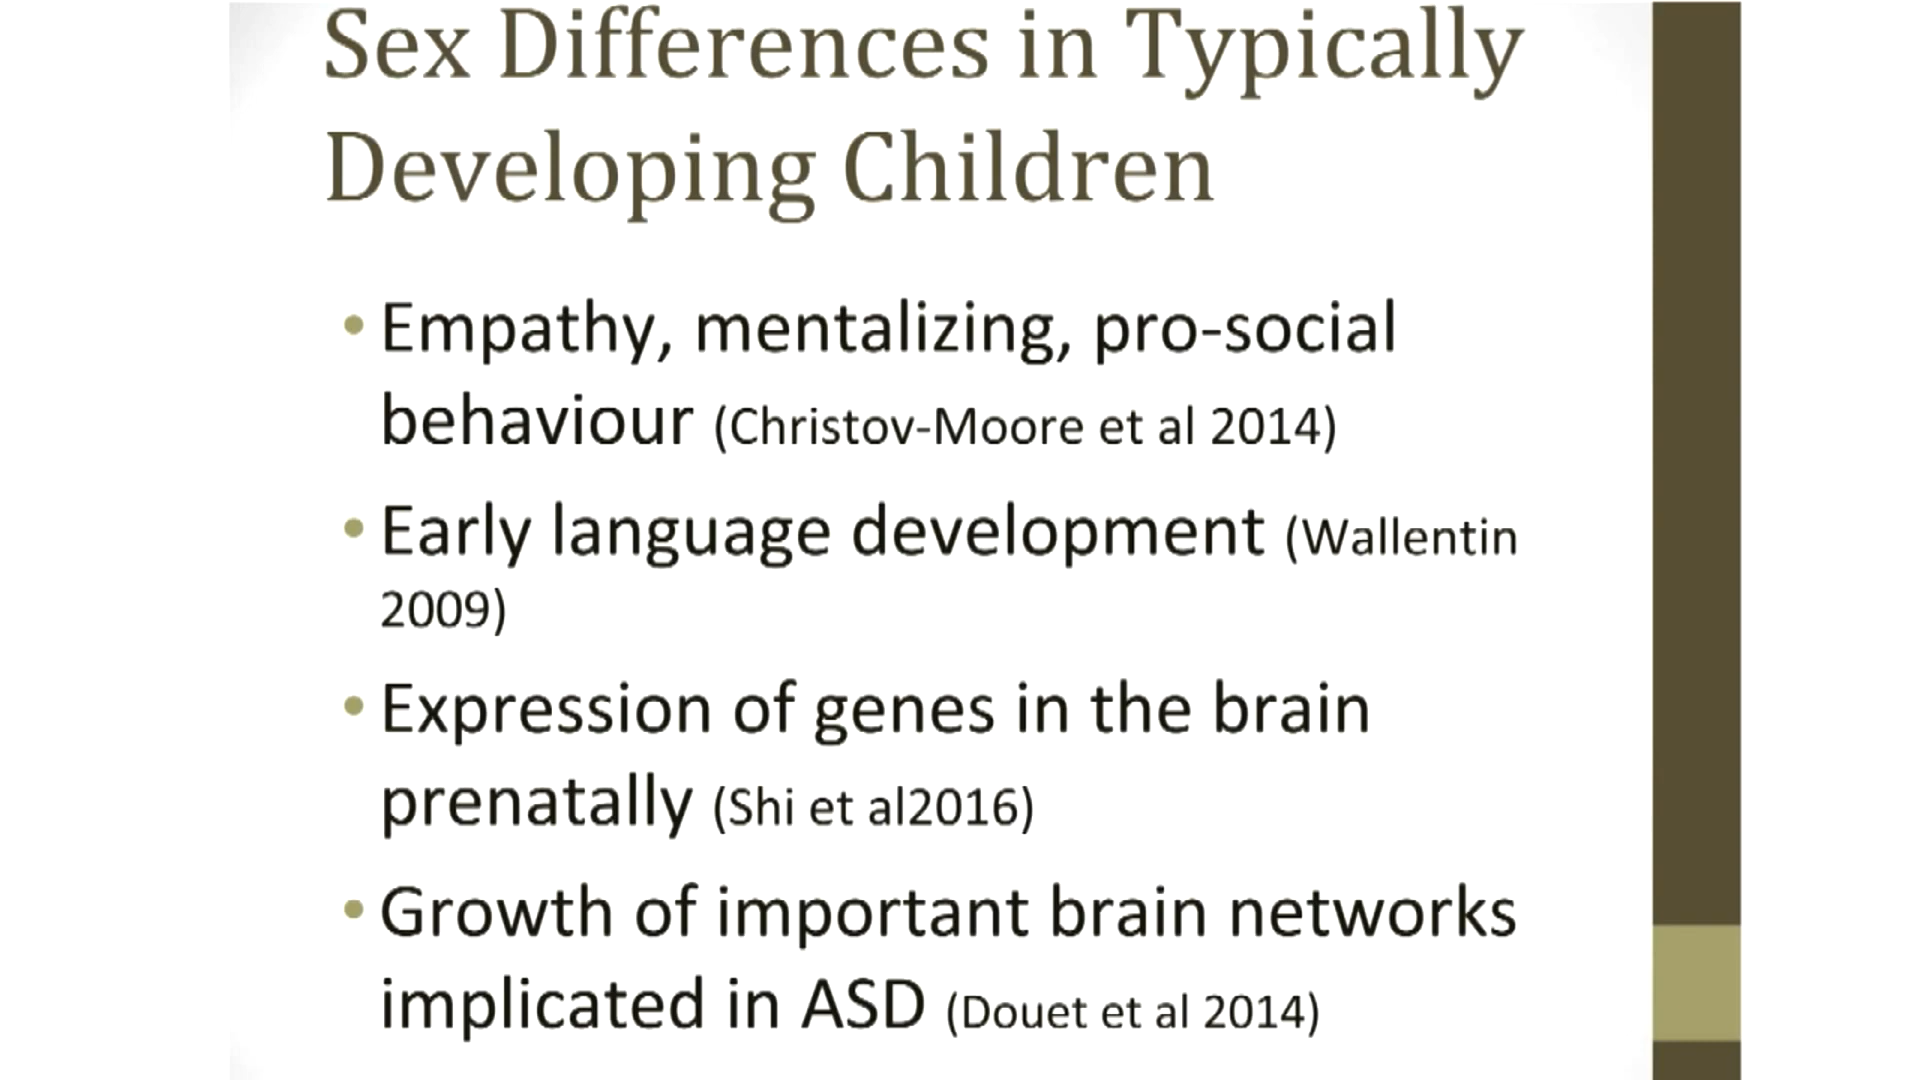 Sex Differences in Typically
Developing Children
• Empathy, mentalizing, pro-social
behaviour (Christov-Moore et al 2014)
• Early language development (Wallentin
2009)
• Expression of genes in the brain
prenatally (Shi et al2016)
• Growth of important brain networks
implicated in ASD (Douet et al 2014)